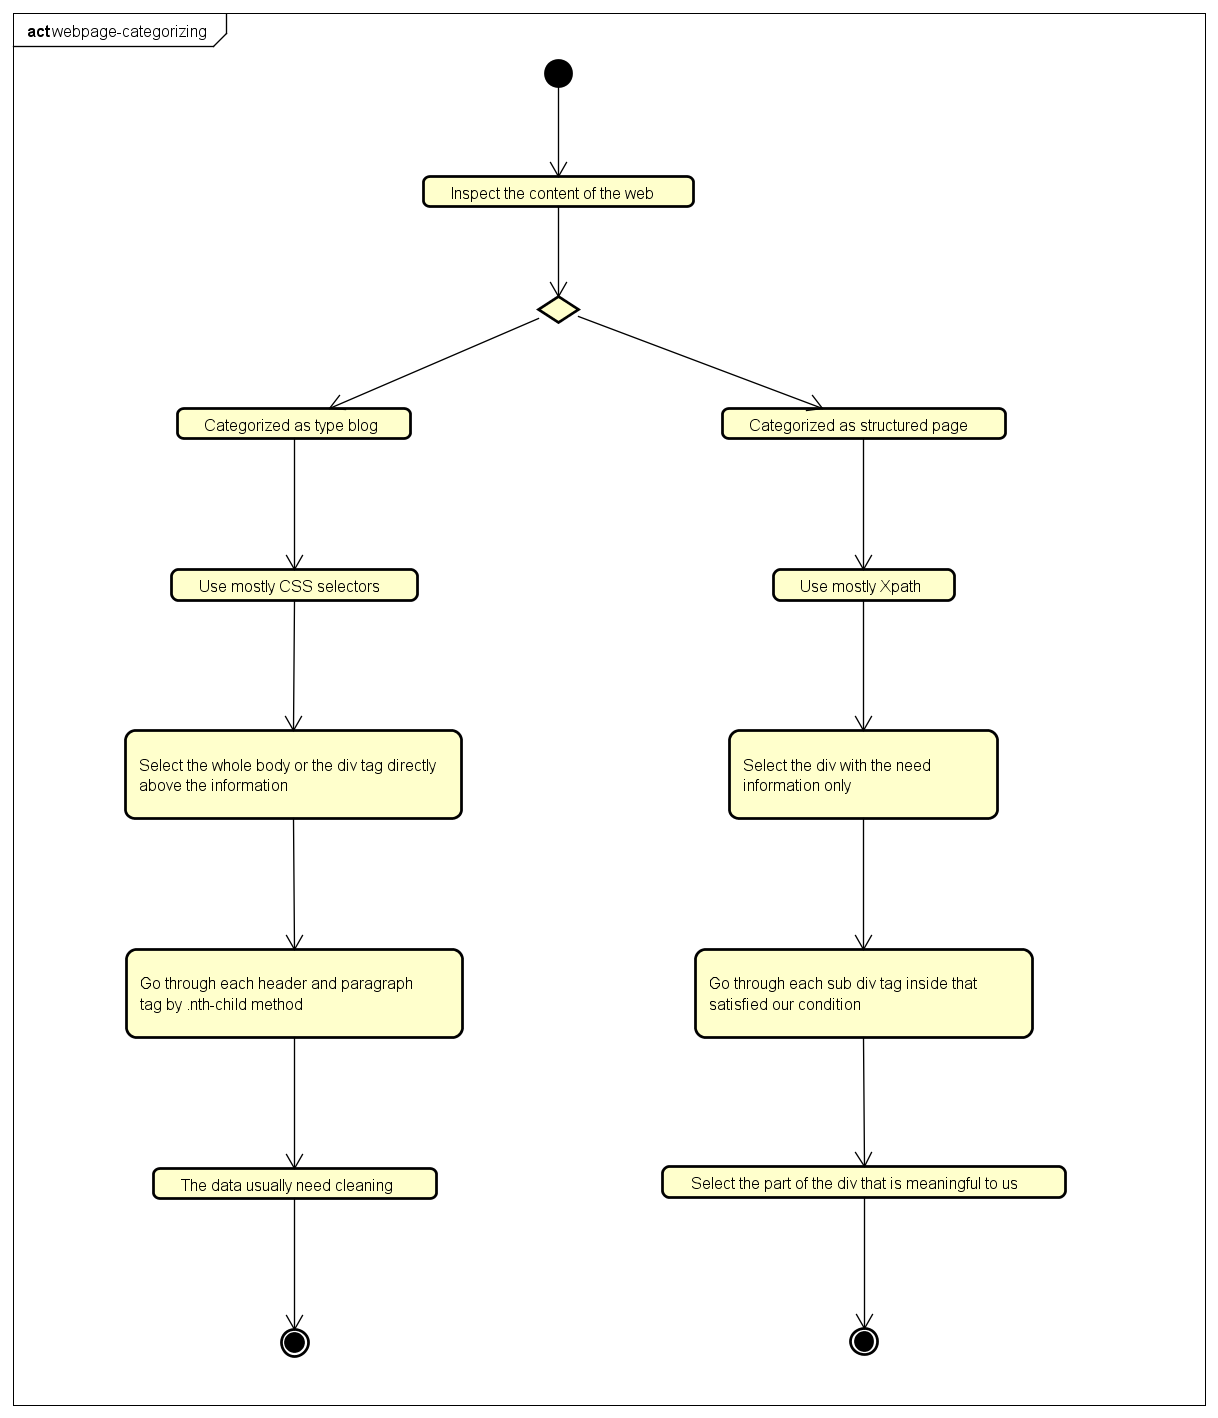 act webpage-categorizing
Inspect the content of the web
Categorized as type blog
Categorized as structured page
Use mostly CSS selectors
Use mostly Xpath
Select the whole body or the div tag directly
above the information
Select the div with the need
information only
Go through each header and paragraph
tag by .nth-child method
Go through each sub div tag inside that
satisfied our condition
The data usually need cleaning
Select the part of the div that is meaningful to us